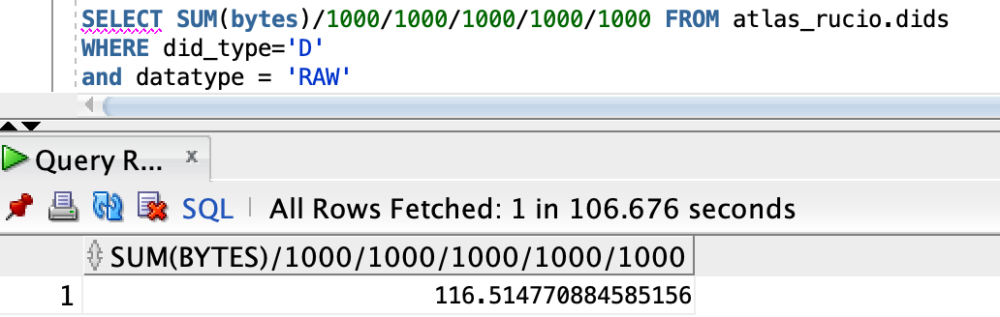 SELECT SUM(bytes)/1000/1000/1000/1000/1000 FROM atlas_rucio.dids
WHERE did_type='D'
and datatype = 'RAW'
Query R... x
SQL All Rows Fetched: 1 in 106.676 seconds
SUM(BYTES)/1000/1000/1000/1000/1000
1 116.514770884585156